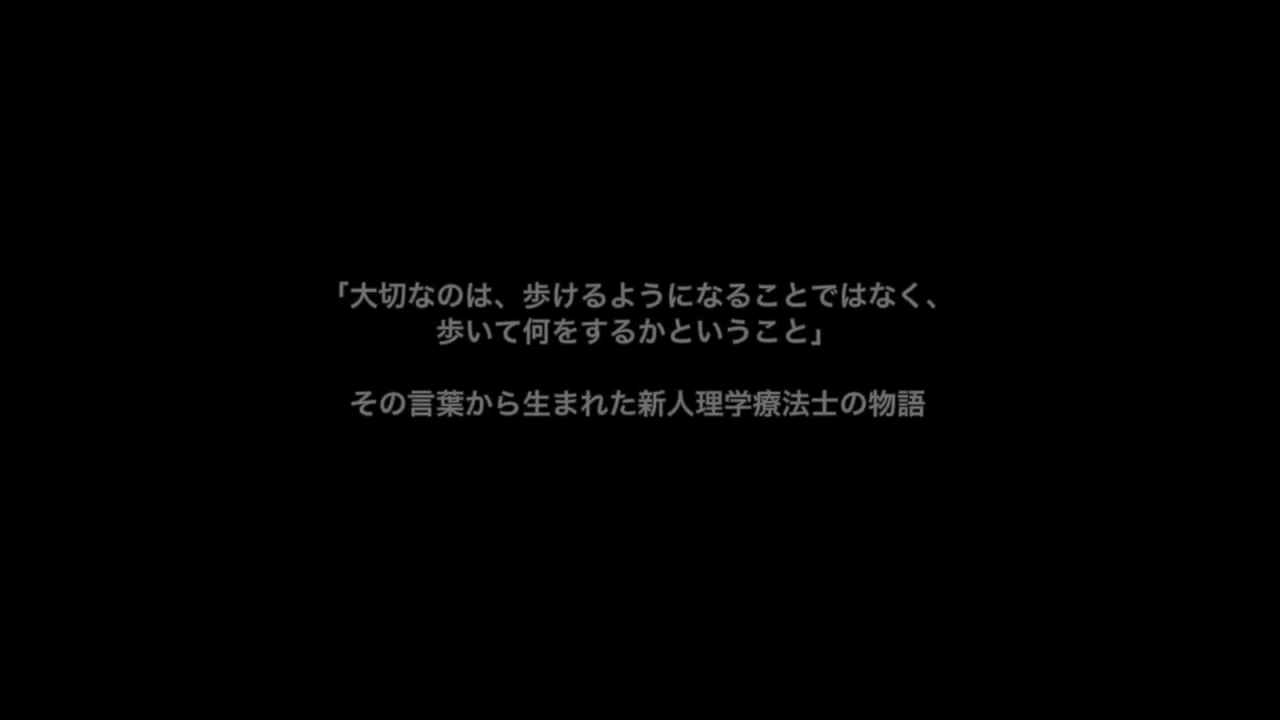 「大切なのは、歩けるようになることではなく、
歩いて何をするかということ」
その言葉から生まれた新人理学療法士の物語